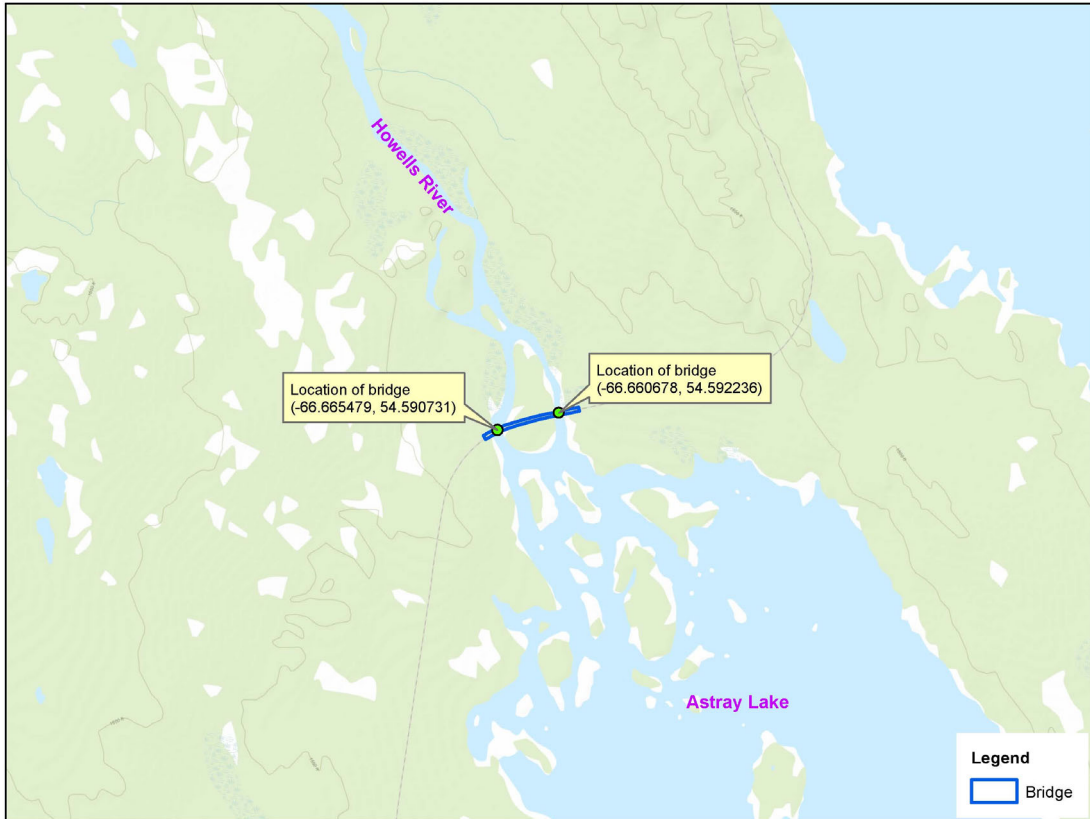 Howells River
Location of bridge
(-66.660678, 54.592236)
Location of bridge
(-66.665479, 54.590731)
Astray Lake
Legend
Bridge